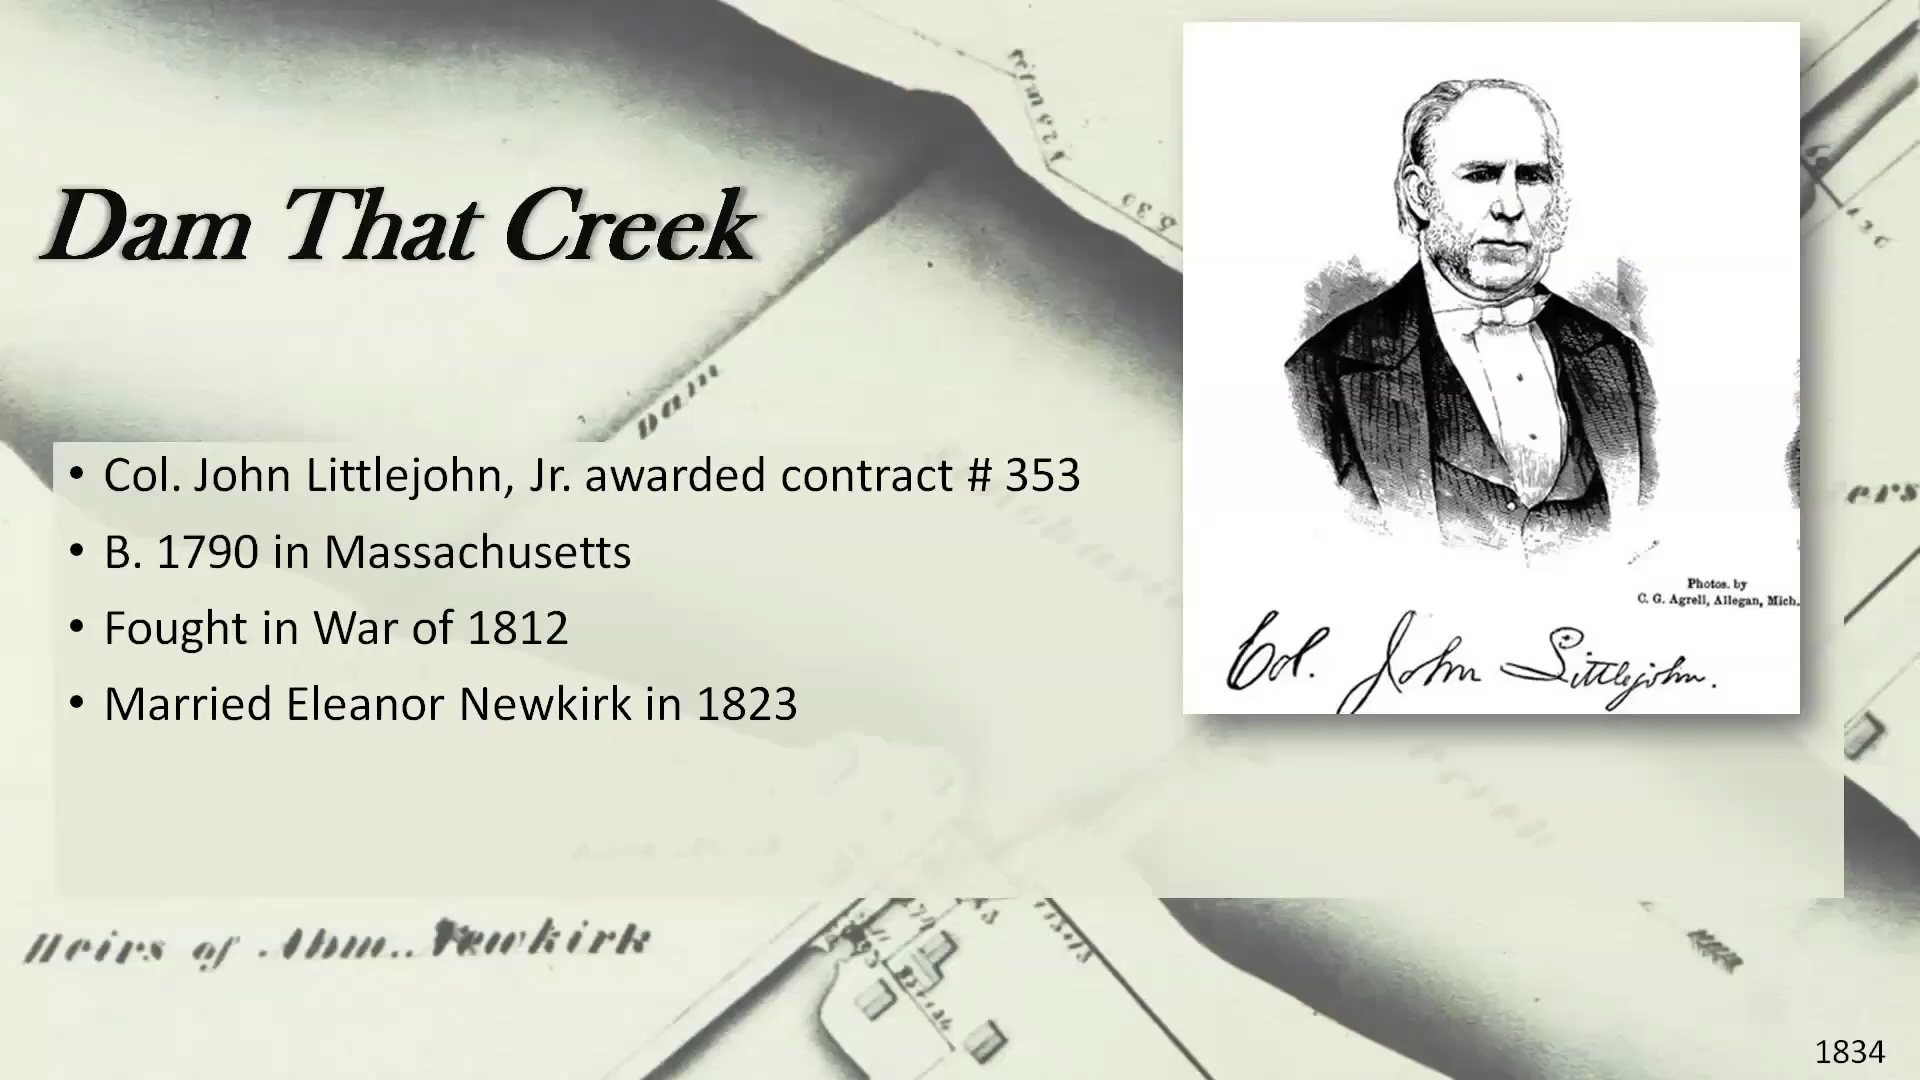 Dam That Creek
• Col. John Littlejohn, Jr. awarded contract # 353
• B. 1790 in Massachusetts
• Fought in War of 1812
• Married Eleanor Newkirk in 1823
Photos. by
C. G. Agrell, Allegan, Mich.
Col. John Littlejohn.
Dam
Heirs of Abm. Newkirk
1834